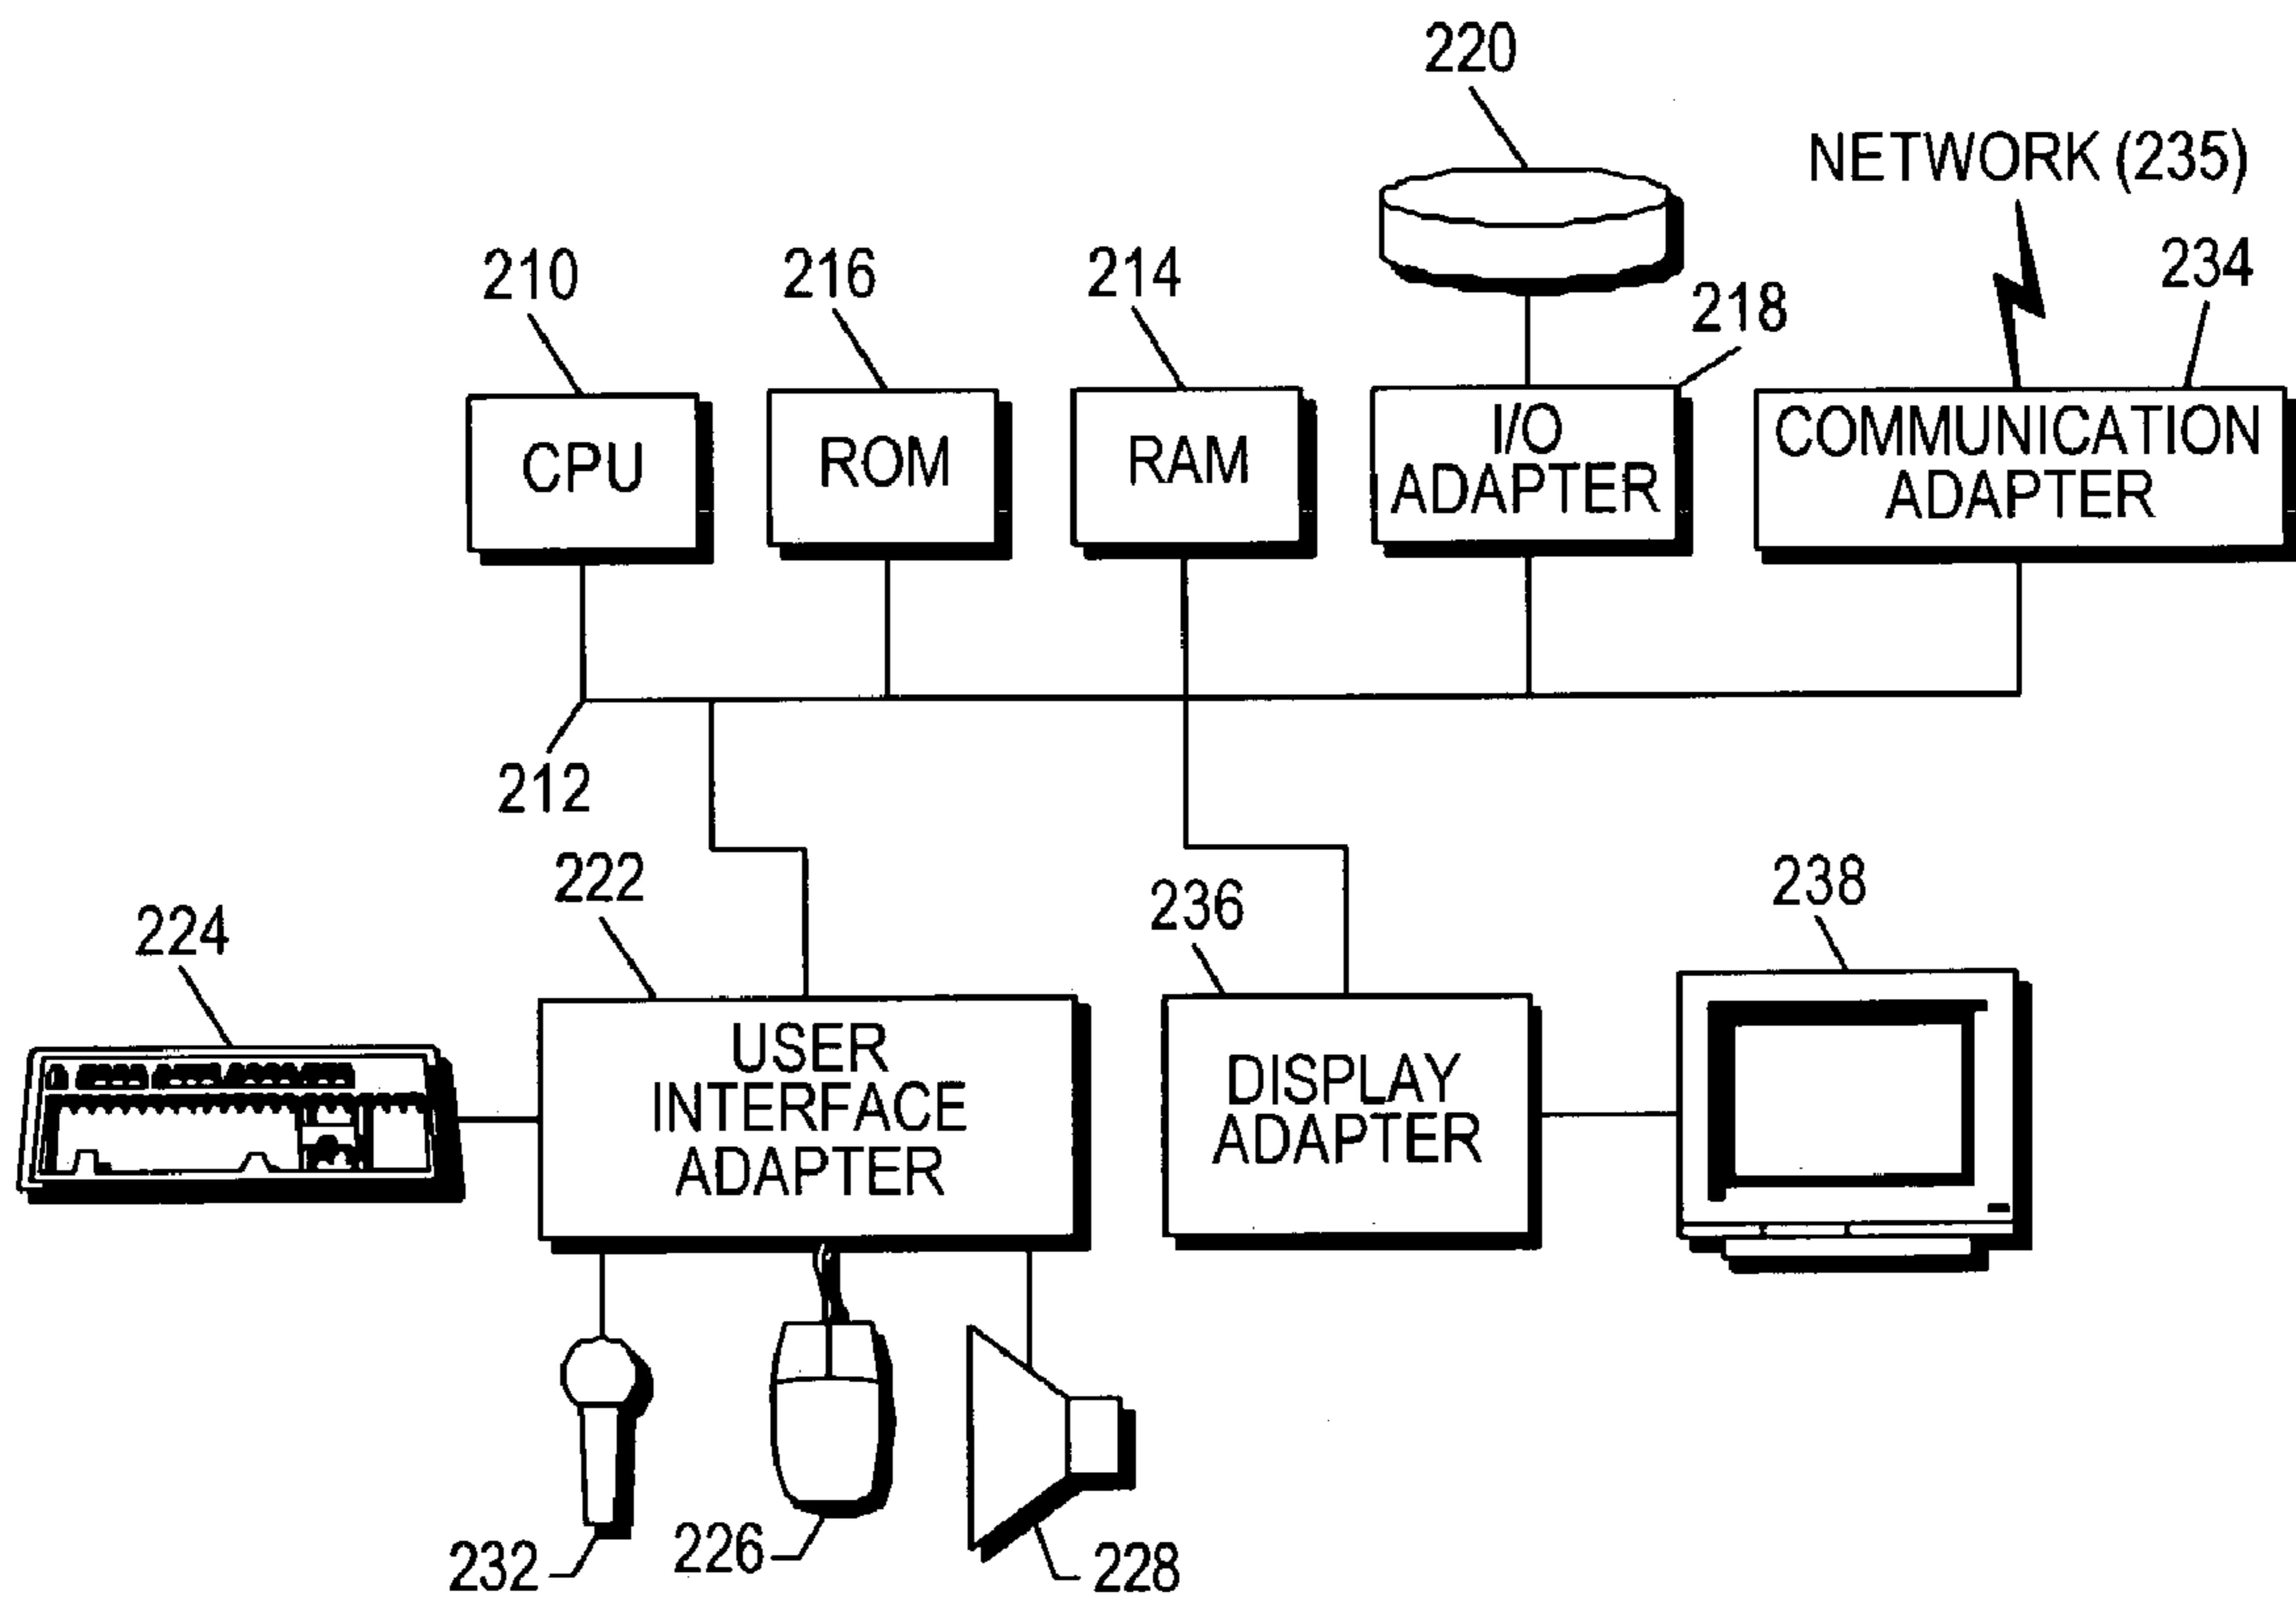 220
NETWORK (235)
210
216
214
218
234
CPU
ROM
RAM
I/O
ADAPTER
COMMUNICATION
ADAPTER
212
222
236
238
224
USER
INTERFACE
ADAPTER
DISPLAY
ADAPTER
232
226
228